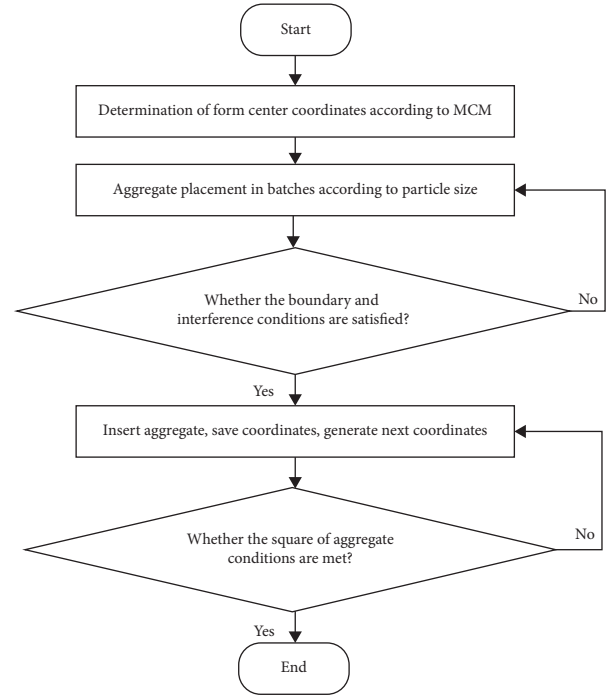 Start
Determination of form center coordinates according to MCM
Aggregate placement in batches according to particle size
Whether the boundary and
interference conditions are satisfied?
No
Yes
Insert aggregate, save coordinates, generate next coordinates
Whether the square of aggregate
conditions are met?
No
Yes
End